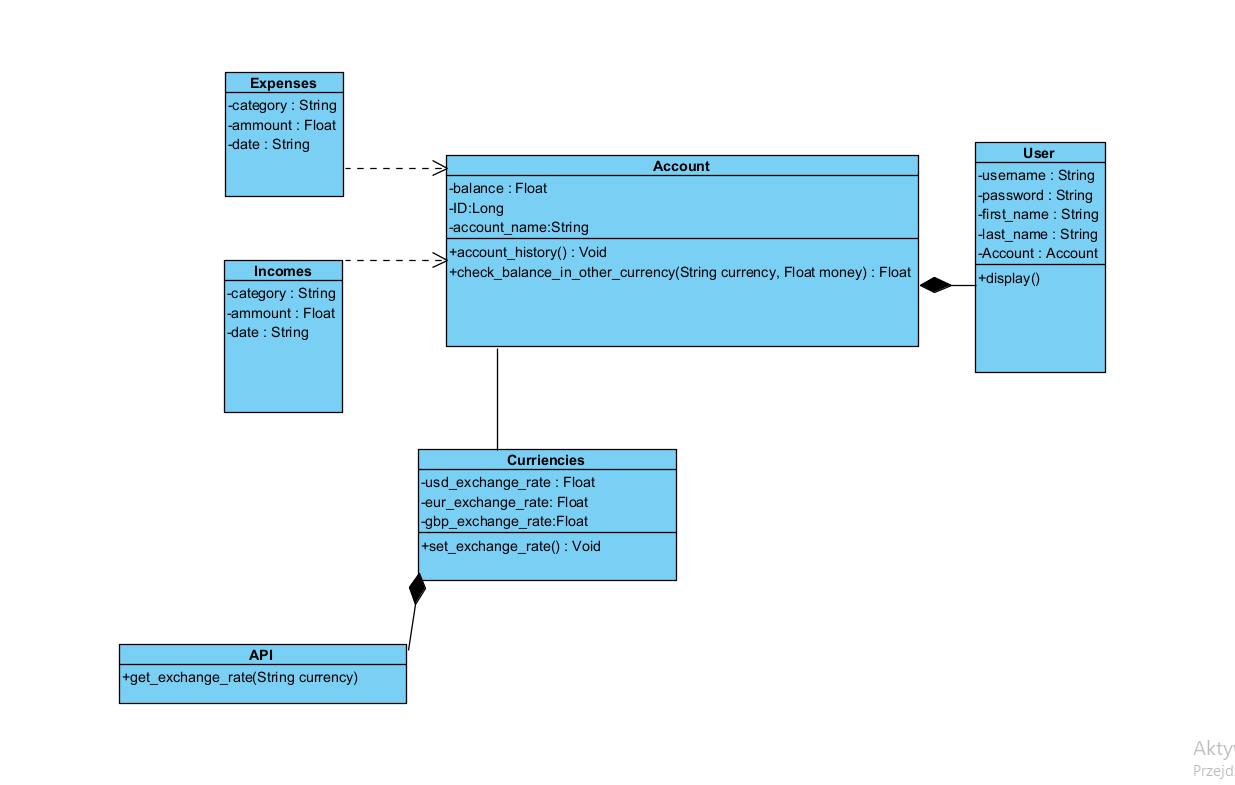 Expenses
-category : String
-ammount : Float
-date : String
Incomes
-category : String
-ammount : Float
-date : String
Account
-balance : Float
-ID:Long
-account_name:String
+account_history() : Void
+check_balance_in_other_currency(String currency, Float money) : Float
User
-username : String
-password : String
-first_name : String
-last_name : String
-Account : Account
+display()
Curriencies
-usd_exchange_rate : Float
-eur_exchange_rate: Float
-gbp_exchange_rate:Float
+set_exchange_rate() : Void
API
+get_exchange_rate(String currency)
Akty
Przejd